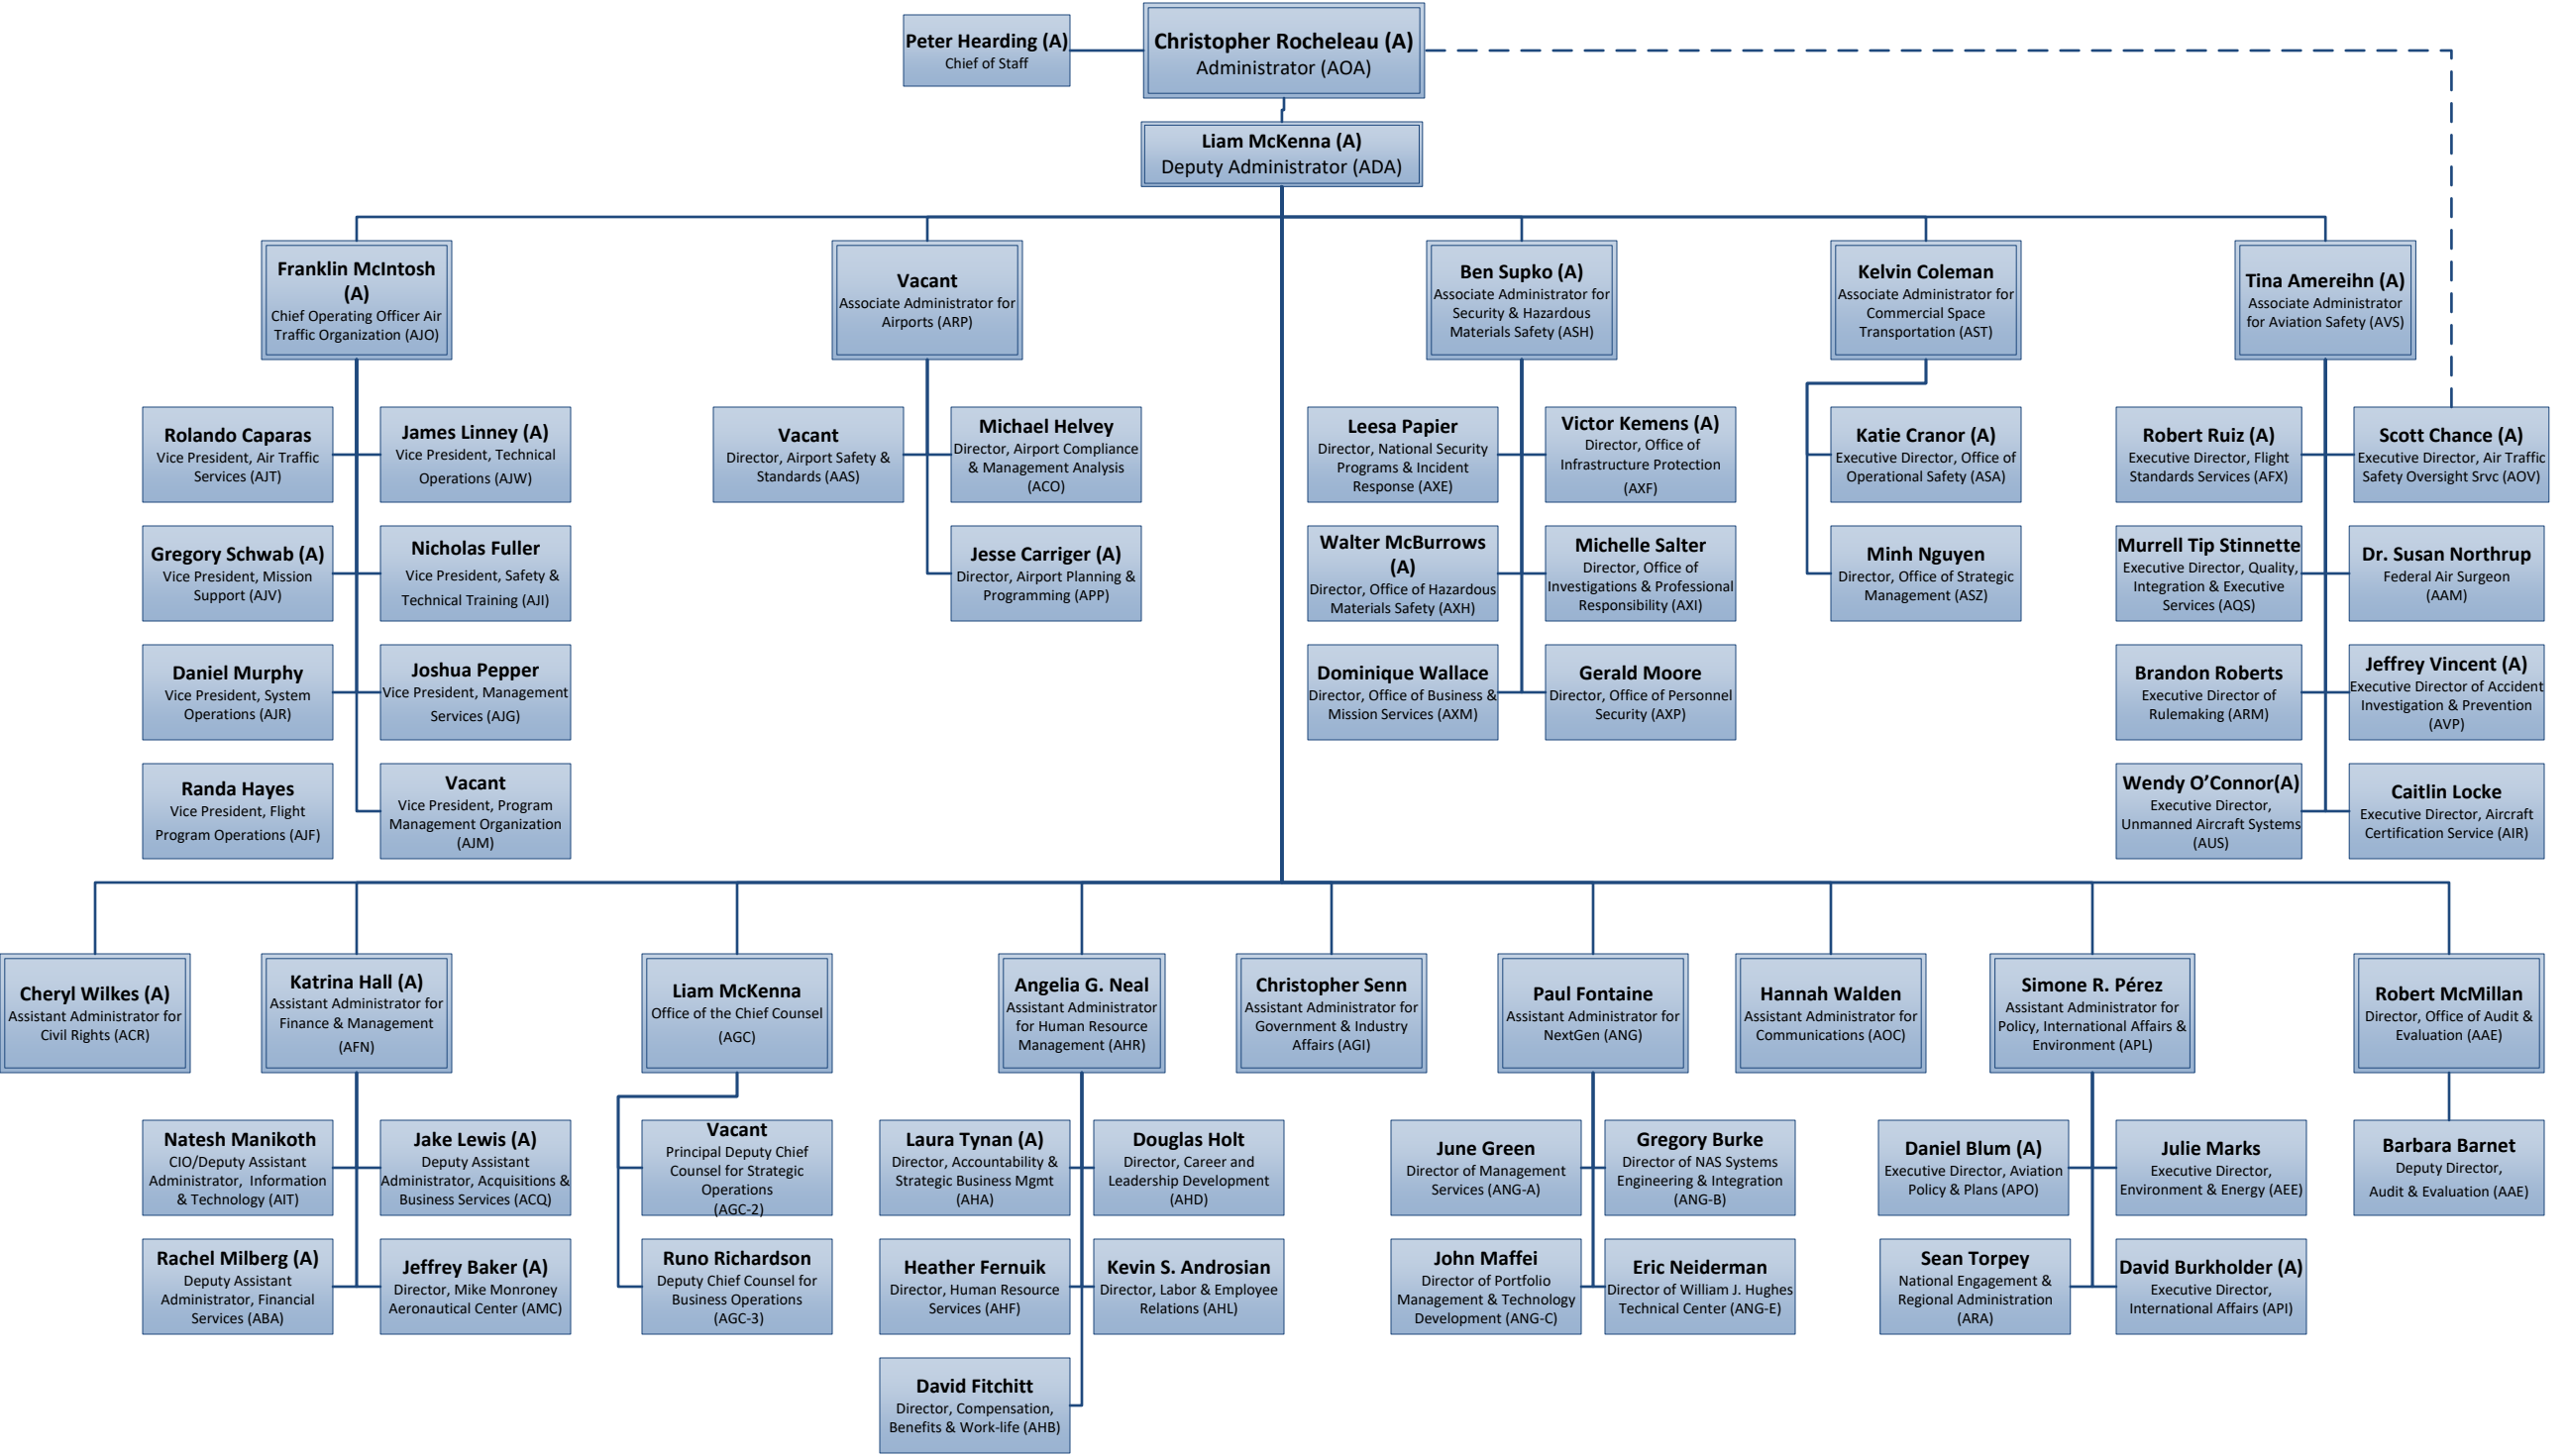 Peter Hearding (A)
Chief of Staff
Christopher Rocheleau (A)
Administrator (AOA)
Liam McKenna (A)
Deputy Administrator (ADA)
Franklin McIntosh
(A)
Chief Operating Officer Air
Traffic Organization (AJO)
Vacant
Associate Administrator for
Airports (ARP)
Ben Supko (A)
Associate Administrator for
Security & Hazardous
Materials Safety (ASH)
Kelvin Coleman
Associate Administrator for
Commercial Space
Transportation (AST)
Tina Amereihn (A)
Associate Administrator
for Aviation Safety (AVS)
Rolando Caparas
Vice President, Air Traffic
Services (AJT)
James Linney (A)
Vice President, Technical
Operations (AJW)
Gregory Schwab (A)
Vice President, Mission
Support (AJV)
Nicholas Fuller
Vice President, Safety &
Technical Training (AJI)
Daniel Murphy
Vice President, System
Operations (AJR)
Joshua Pepper
Vice President, Management
Services (AJG)
Randa Hayes
Vice President, Flight
Program Operations (AJF)
Vacant
Vice President, Program
Management Organization
(AJM)
Vacant
Director, Airport Safety &
Standards (AAS)
Michael Helvey
Director, Airport Compliance
& Management Analysis
(ACO)
Jesse Carriger (A)
Director, Airport Planning &
Programming (APP)
Leesa Papier
Director, National Security
Programs & Incident
Response (AXE)
Victor Kemens (A)
Director, Office of
Infrastructure Protection
(AXF)
Walter McBurrows
(A)
Director, Office of Hazardous
Materials Safety (AXH)
Michelle Salter
Director, Office of
Investigations & Professional
Responsibility (AXI)
Dominique Wallace
Director, Office of Business &
Mission Services (AXM)
Gerald Moore
Director, Office of Personnel
Security (AXP)
Katie Cranor (A)
Executive Director, Office of
Operational Safety (ASA)
Minh Nguyen
Director, Office of Strategic
Management (ASZ)
Robert Ruiz (A)
Executive Director, Flight
Standards Services (AFX)
Scott Chance (A)
Executive Director, Air Traffic
Safety Oversight Srvc (AOV)
Murrell Tip Stinnette
Executive Director, Quality,
Integration & Executive
Services (AQS)
Dr. Susan Northrup
Federal Air Surgeon
(AAM)
Brandon Roberts
Executive Director of
Rulemaking (ARM)
Jeffrey Vincent (A)
Executive Director of Accident
Investigation & Prevention
(AVP)
Wendy O’Connor(A)
Executive Director,
Unmanned Aircraft Systems
(AUS)
Caitlin Locke
Executive Director, Aircraft
Certification Service (AIR)
Cheryl Wilkes (A)
Assistant Administrator for
Civil Rights (ACR)
Katrina Hall (A)
Assistant Administrator for
Finance & Management
(AFN)
Liam McKenna
Office of the Chief Counsel
(AGC)
Angelia G. Neal
Assistant Administrator
for Human Resource
Management (AHR)
Christopher Senn
Assistant Administrator for
Government & Industry
Affairs (AGI)
Paul Fontaine
Assistant Administrator for
NextGen (ANG)
Hannah Walden
Assistant Administrator for
Communications (AOC)
Simone R. Pérez
Assistant Administrator for
Policy, International Affairs &
Environment (APL)
Robert McMillan
Director, Office of Audit &
Evaluation (AAE)
Natesh Manikoth
CIO/Deputy Assistant
Administrator, Information
& Technology (AIT)
Jake Lewis (A)
Deputy Assistant
Administrator, Acquisitions &
Business Services (ACQ)
Rachel Milberg (A)
Deputy Assistant
Administrator, Financial
Services (ABA)
Jeffrey Baker (A)
Director, Mike Monroney
Aeronautical Center (AMC)
Vacant
Principal Deputy Chief
Counsel for Strategic
Operations
(AGC-2)
Runo Richardson
Deputy Chief Counsel for
Business Operations
(AGC-3)
Laura Tynan (A)
Director, Accountability &
Strategic Business Mgmt
(AHA)
Douglas Holt
Director, Career and
Leadership Development
(AHD)
Heather Fernuik
Director, Human Resource
Services (AHF)
Kevin S. Androsian
Director, Labor & Employee
Relations (AHL)
David Fitchitt
Director, Compensation,
Benefits & Work-life (AHB)
June Green
Director of Management
Services (ANG-A)
Gregory Burke
Director of NAS Systems
Engineering & Integration
(ANG-B)
John Maffei
Director of Portfolio
Management & Technology
Development (ANG-C)
Eric Neiderman
Director of William J. Hughes
Technical Center (ANG-E)
Daniel Blum (A)
Executive Director, Aviation
Policy & Plans (APO)
Julie Marks
Executive Director,
Environment & Energy (AEE)
Sean Torpey
National Engagement &
Regional Administration
(ARA)
David Burkholder (A)
Executive Director,
International Affairs (API)
Barbara Barnet
Deputy Director,
Audit & Evaluation (AAE)